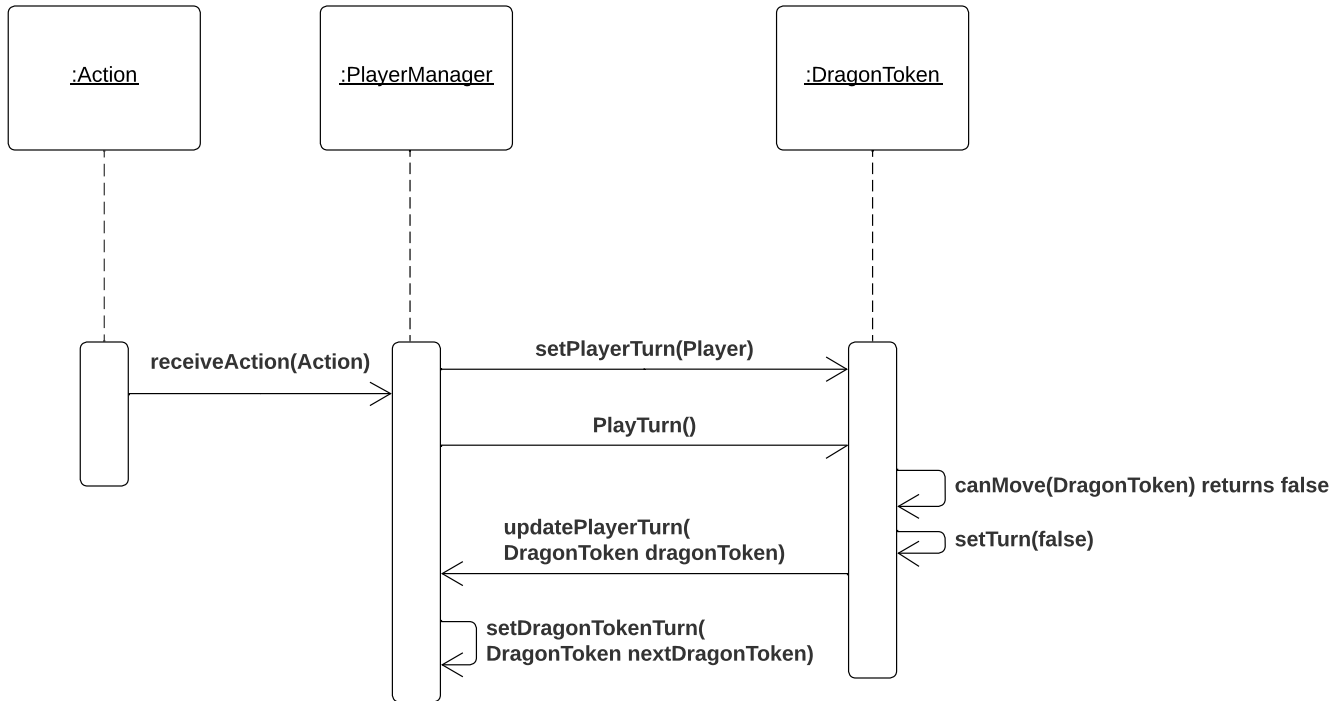 :Action
:PlayerManager
:DragonToken
setPlayerTurn(Player)
receiveAction(Action)
PlayTurn()
canMove(DragonToken) returns false
updatePlayerTurn(
DragonToken dragonToken)
setTurn(false)
setDragonTokenTurn(
DragonToken nextDragonToken)